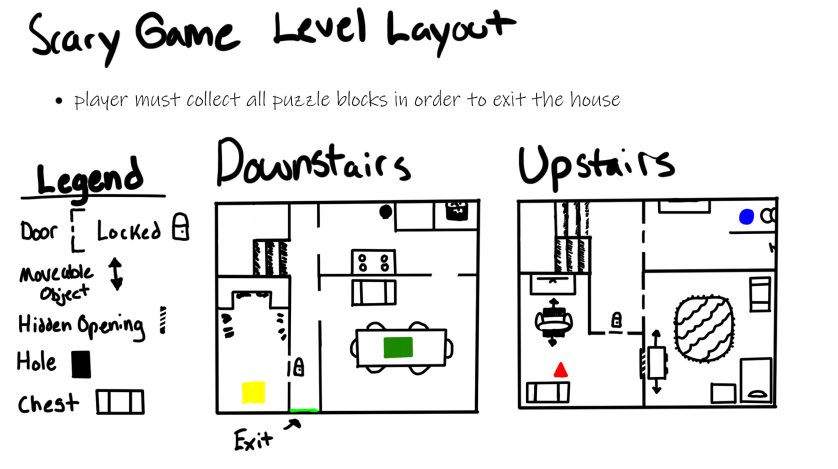 Scary Game Level Layout
• player must collect all puzzle blocks in order to exit the house
Legend
Door Locked
Moveable Object
Hidden Opening
Hole
Chest
Downstairs
Exit
Upstairs